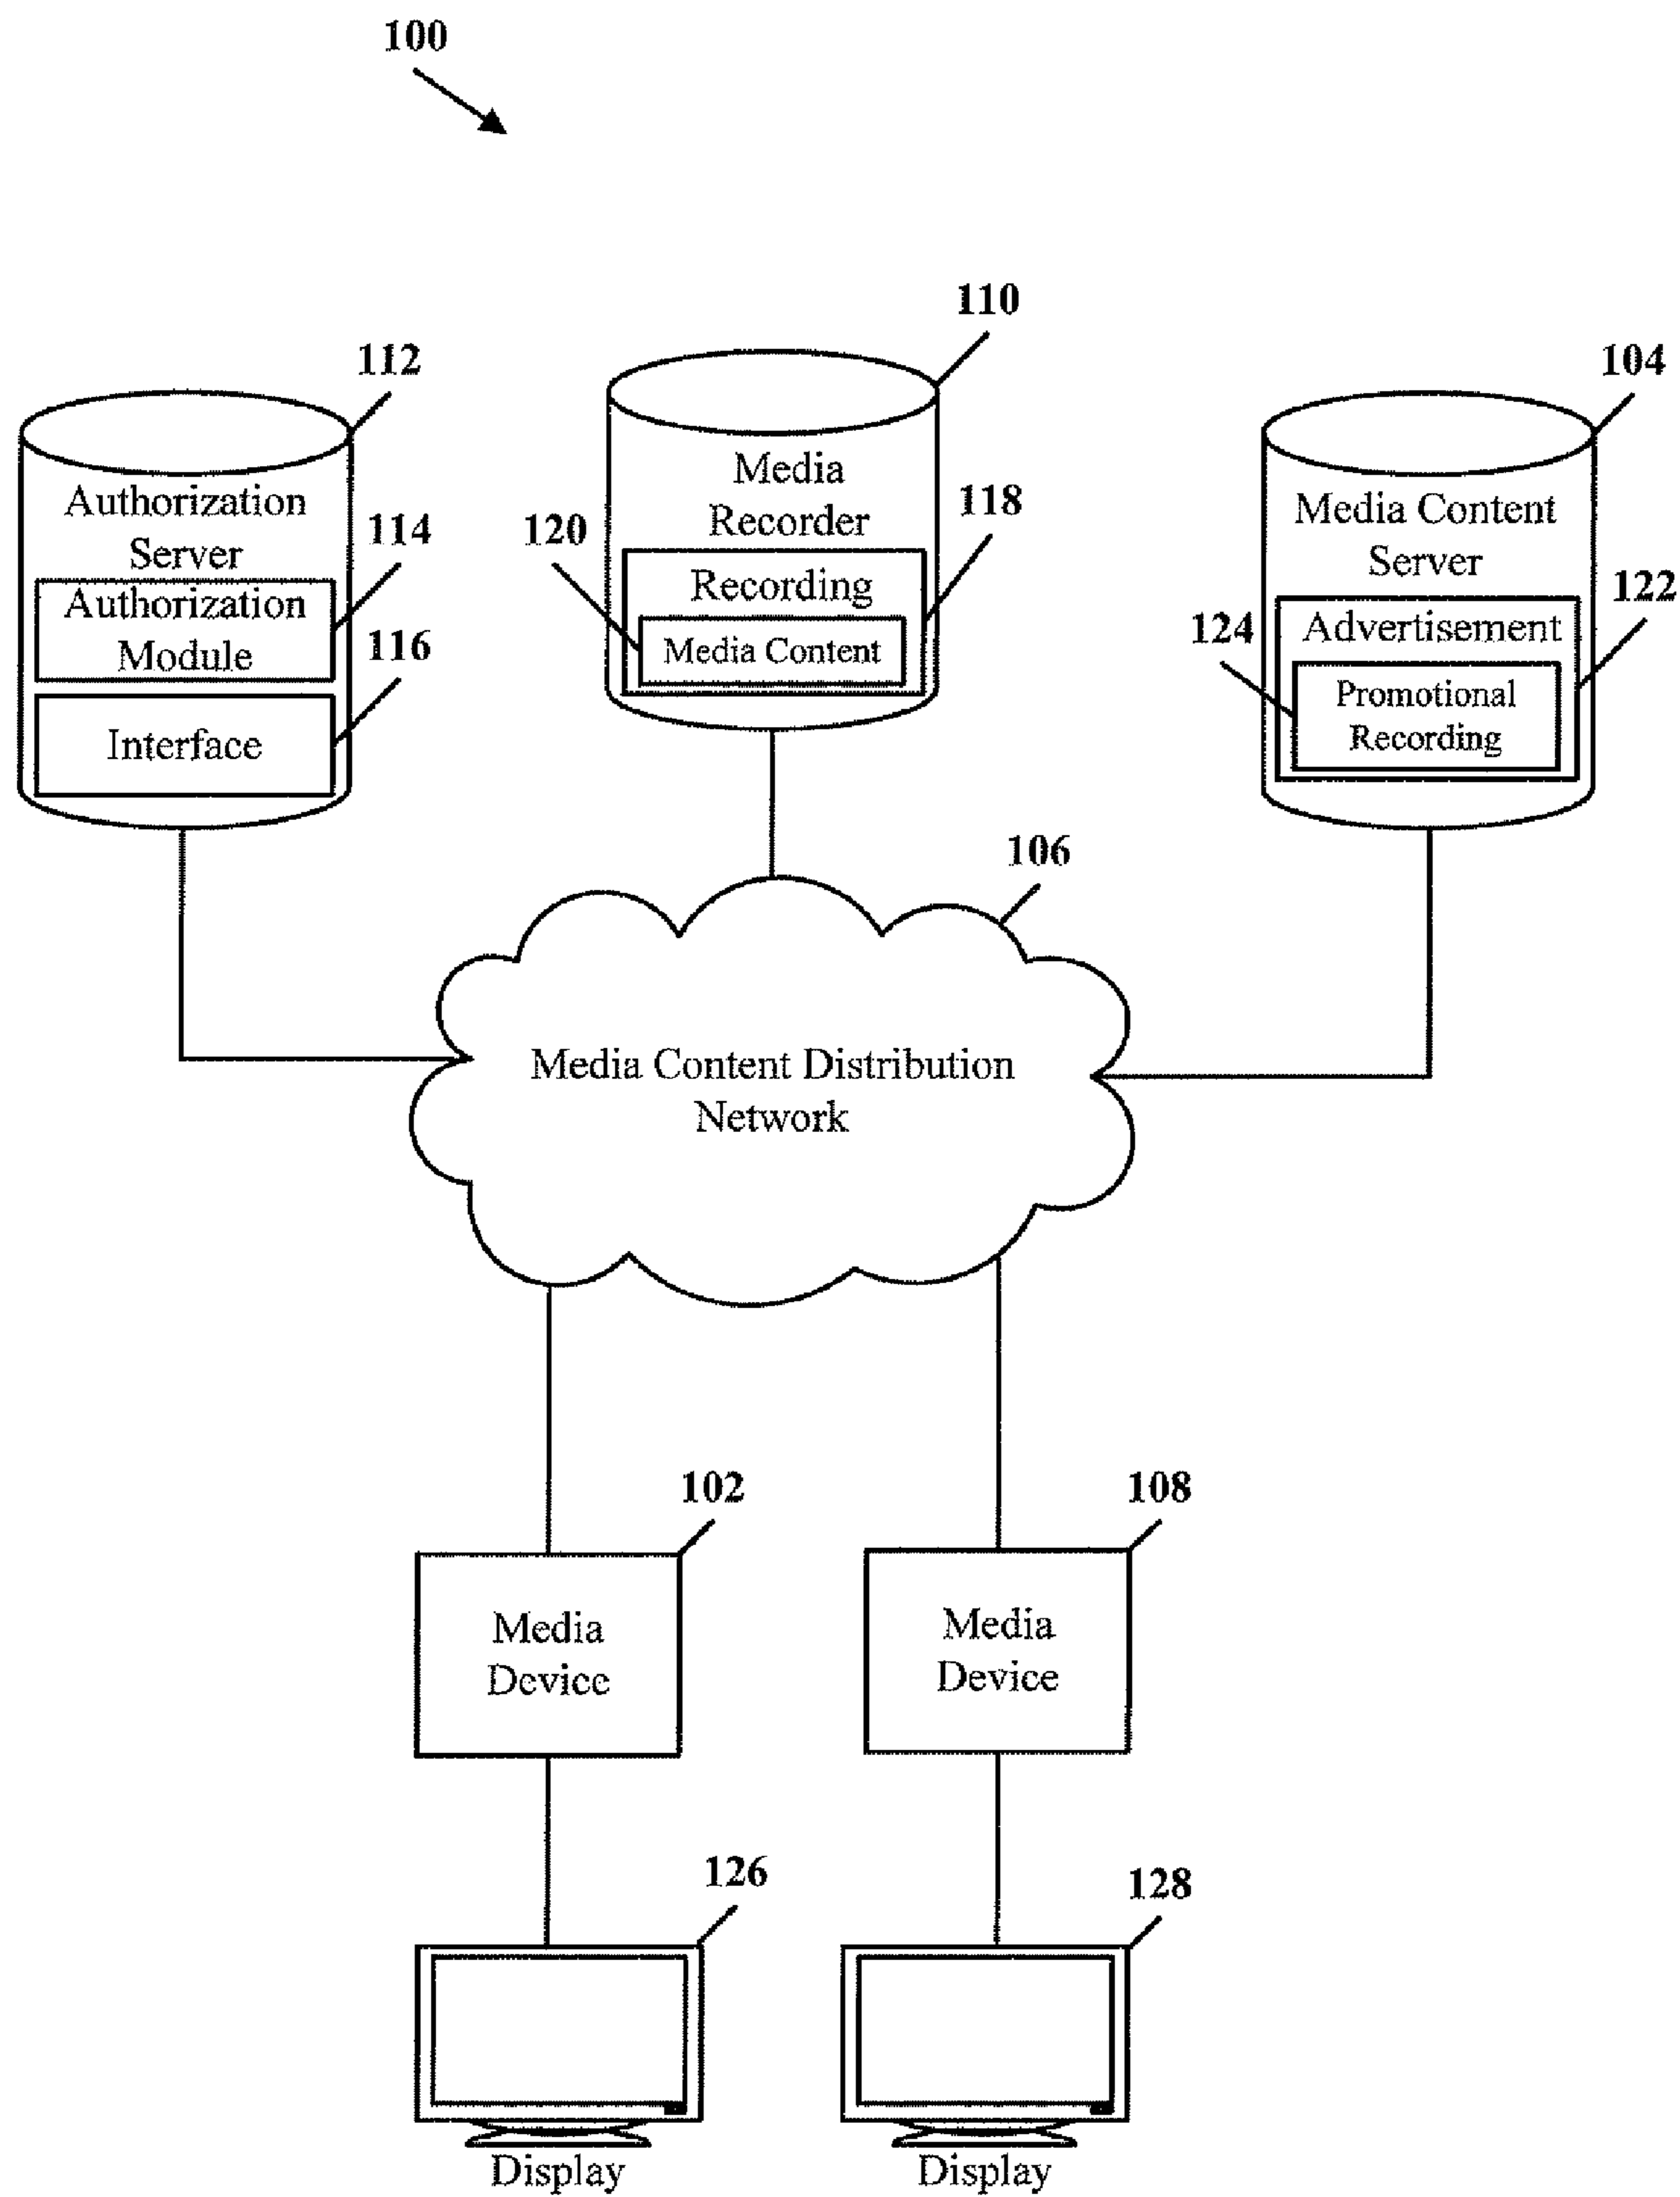 100
110
112
104
Media
Recorder
Authorization
Server
118
120
114
Media Content
Server
Recording
Media Content
122
124
Authorization
Module
116
Advertisement
Promotional
Recording
Interface
106
Media Content Distribution
Network
102
108
Media
Device
Media
Device
126
128
Display
Display